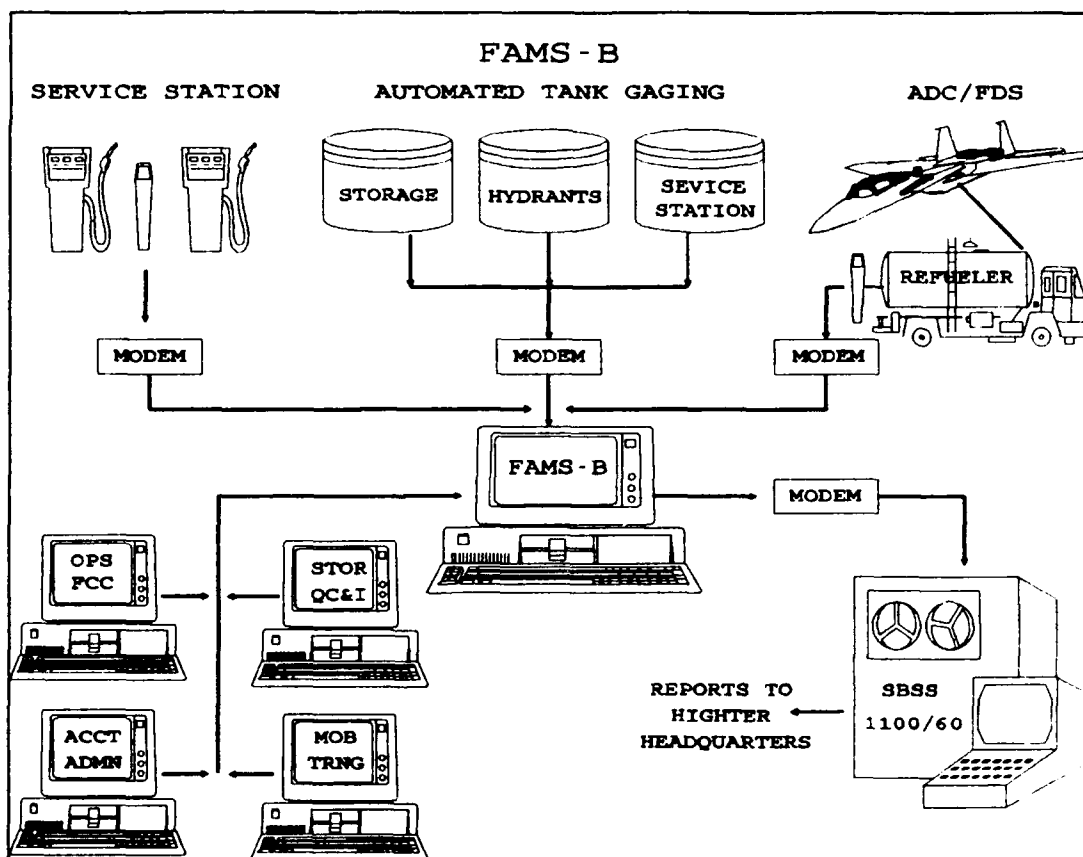 FAMS-B
SERVICE STATION
AUTOMATED TANK GAGING
ADC/FDS
STORAGE
HYDRANTS
SEVICE
STATION
REFUELER
MODEM
MODEM
MODEM
FAMS-B
MODEM
OPS
FCC
STOR
QC&I
ACCT
ADMN
MOB
TRNG
REPORTS TO
HIGHTER
HEADQUARTERS
SBSS
1100/60